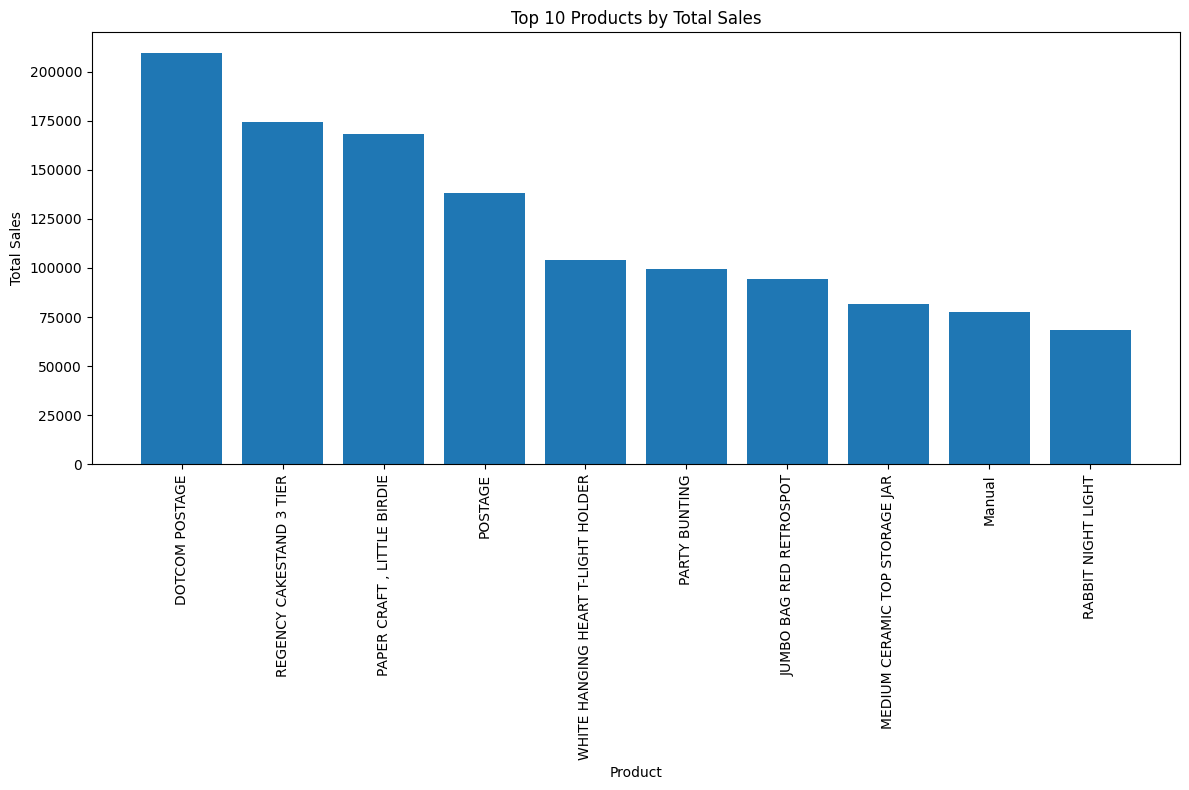 Top 10 Products by Total Sales
Total Sales
200000
175000
150000
125000
100000
75000
50000
25000
0
DOTCOM POSTAGE
REGENCY CAKESTAND 3 TIER
PAPER CRAFT , LITTLE BIRDIE
POSTAGE
WHITE HANGING HEART T-LIGHT HOLDER
PARTY BUNTING
JUMBO BAG RED RETROSPOT
MEDIUM CERAMIC TOP STORAGE JAR
Manual
RABBIT NIGHT LIGHT
Product